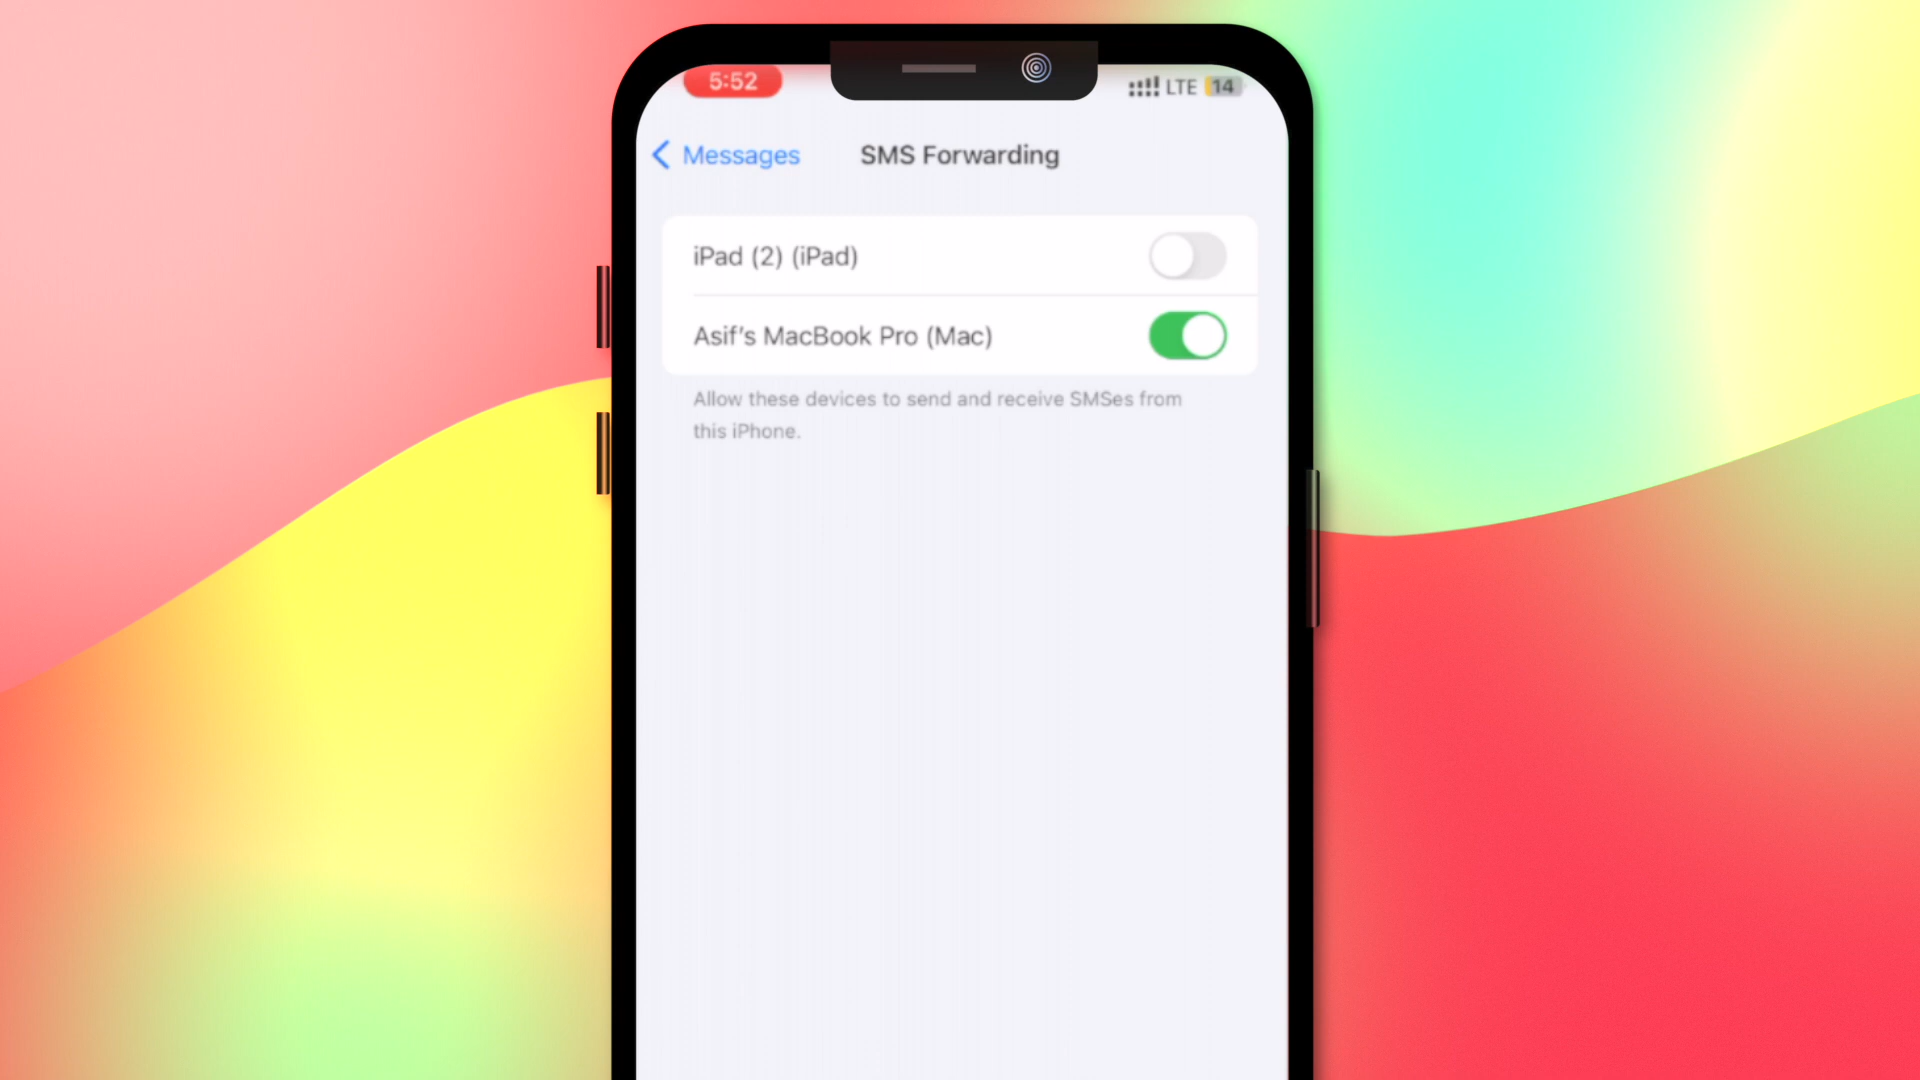 5:52
LTE 14
Messages
SMS Forwarding
iPad (2) (iPad)
Asif’s MacBook Pro (Mac)
Allow these devices to send and receive SMSes from
this iPhone.